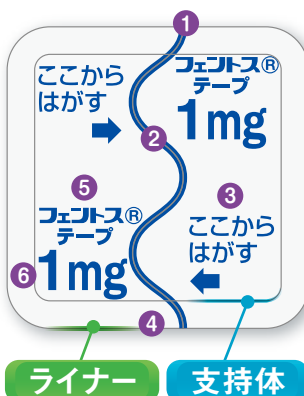 1
ここから
はがす
フェントス®
テープ
1mg
2
5
フェントス®
テープ
6
1mg
3
ここから
はがす
4
ライナー
支持体